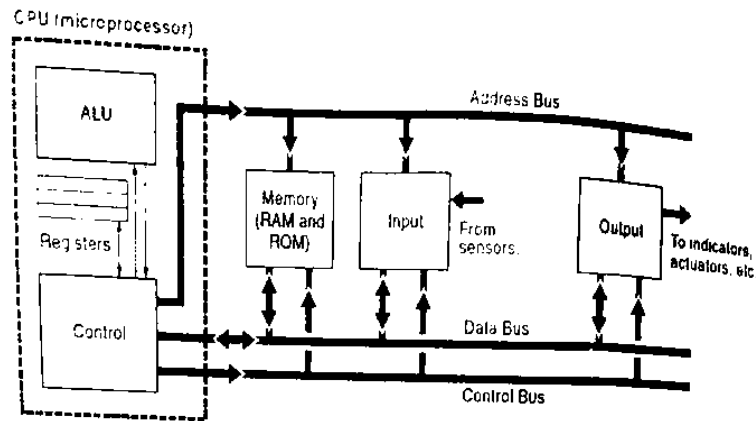 CPU (microprocessor)
ALU
Address Bus
Memory
(RAM and
ROM)
Input
From
sensors.
Output
To indicators,
actuators, etc
Registers
Control
Data Bus
Control Bus